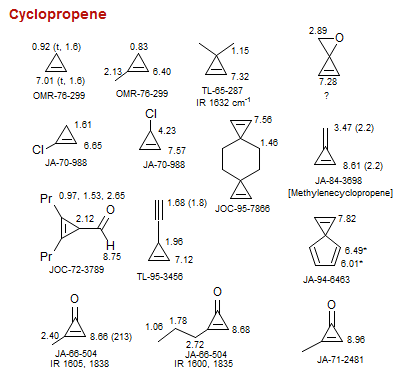 Cyclopropene
0.92 (t, 1.6)
7.01 (t, 1.6)
OMR-76-299
0.83
2.13
6.40
OMR-76-299
1.15
7.32
TL-65-287
IR 1632 cm⁻¹
2.89
O
7.28
?
1.61
Cl
6.65
JA-70-988
Cl
4.23
7.57
JA-70-988
7.56
1.46
JOC-95-7866
3.47 (2.2)
8.61 (2.2)
JA-84-3698
[Methylenecyclopropene]
Pr
0.97, 1.53, 2.65
2.12
O
Pr
H
8.75
JOC-72-3789
1.68 (1.8)
1.96
7.12
TL-95-3456
7.82
6.49*
6.01*
JA-94-6463
O
2.40
8.66 (213)
JA-66-504
IR 1605, 1838
O
1.06
1.78
8.68
2.72
JA-66-504
IR 1600, 1835
O
8.96
JA-71-2481